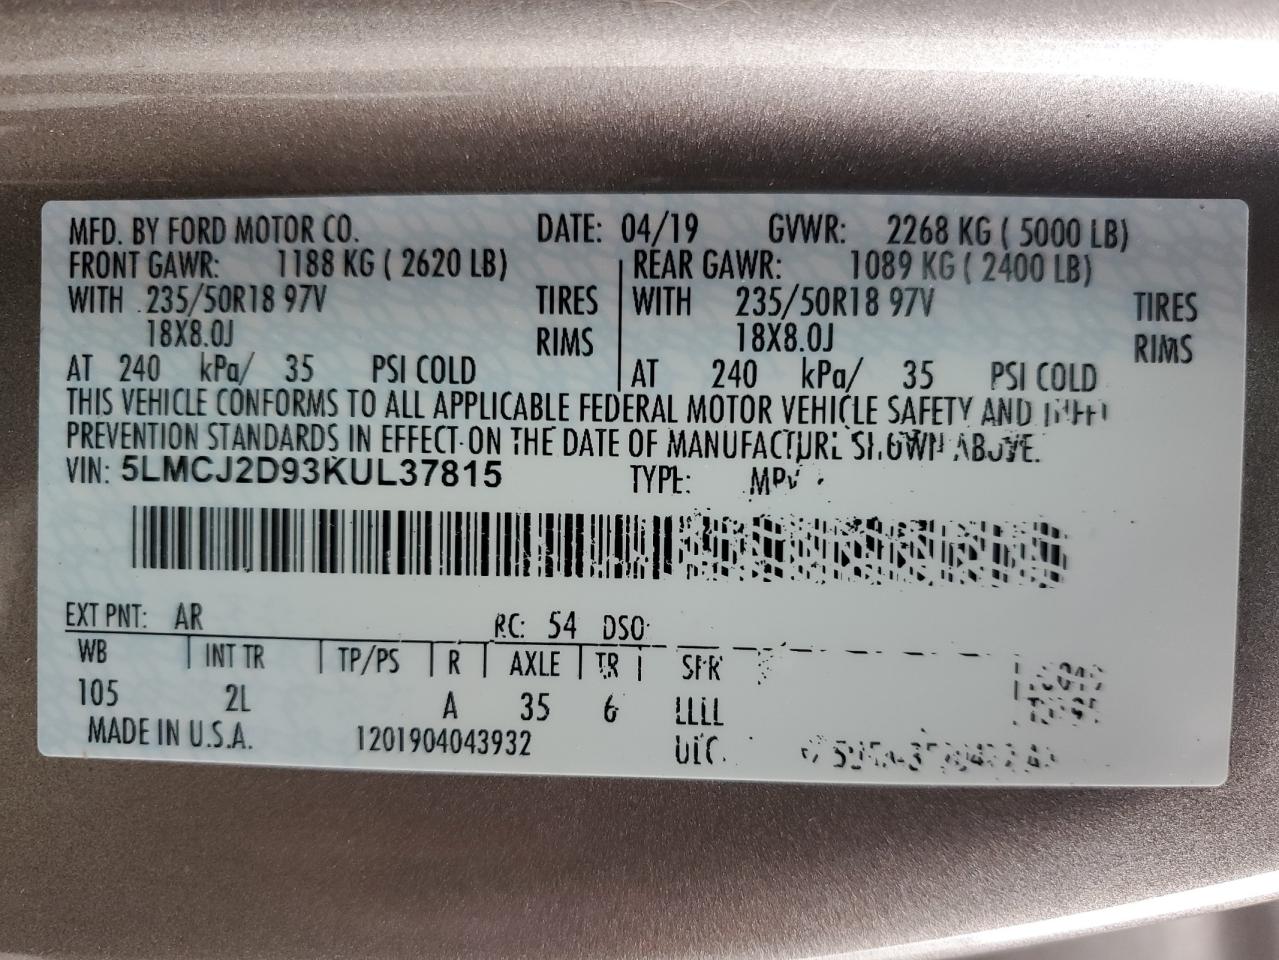 MFD. BY FORD MOTOR CO. DATE: 04/19 GVWR: 2268 KG ( 5000 LB)
FRONT GAWR: 1188 KG ( 2620 LB) REAR GAWR: 1089 KG ( 2400 LB)
WITH 235/50R18 97V TIRES WITH 235/50R18 97V TIRES
18X8.0J RIMS 18X8.0J RIMS
AT 240 kPa/ 35 PSI COLD AT 240 kPa/ 35 PSI COLD
THIS VEHICLE CONFORMS TO ALL APPLICABLE FEDERAL MOTOR VEHICLE SAFETY AND
PREVENTION STANDARDS IN EFFECT ON THE DATE OF MANUFACTURE SHOWN ABOVE.
VIN: 5LMCJ2D93KUL37815 TYPE: MPV
EXT PNT: AR RC: 54 DSO:
WB INT TR TP/PS R AXLE TR SPR
105 2L A 35 6 LLLL
MADE IN U.S.A. 1201904043932